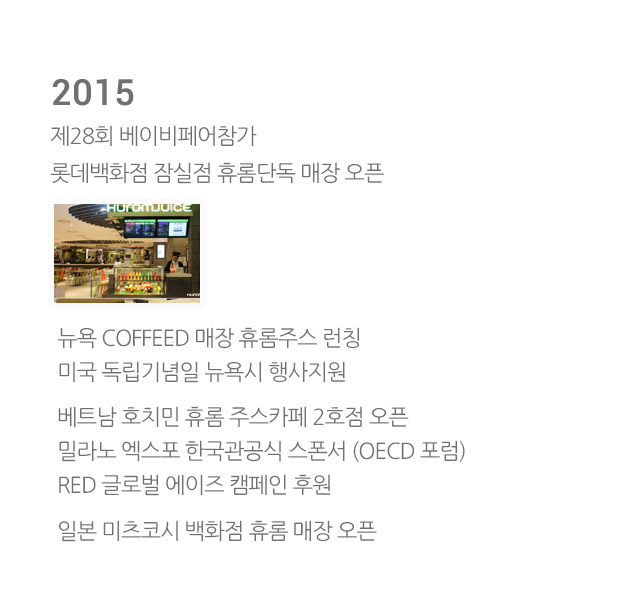 2015
제28회 베이비페어참가
롯데백화점 잠실점 휴롬단독 매장 오픈
HuromJUICE
뉴욕 COFFEED 매장 휴롬주스 런칭
미국 독립기념일 뉴욕시 행사지원
베트남 호치민 휴롬 주스카페 2호점 오픈
밀라노 엑스포 한국관공식 스폰서 (OECD 포럼)
RED 글로벌 에이즈 캠페인 후원
일본 미츠코시 백화점 휴롬 매장 오픈